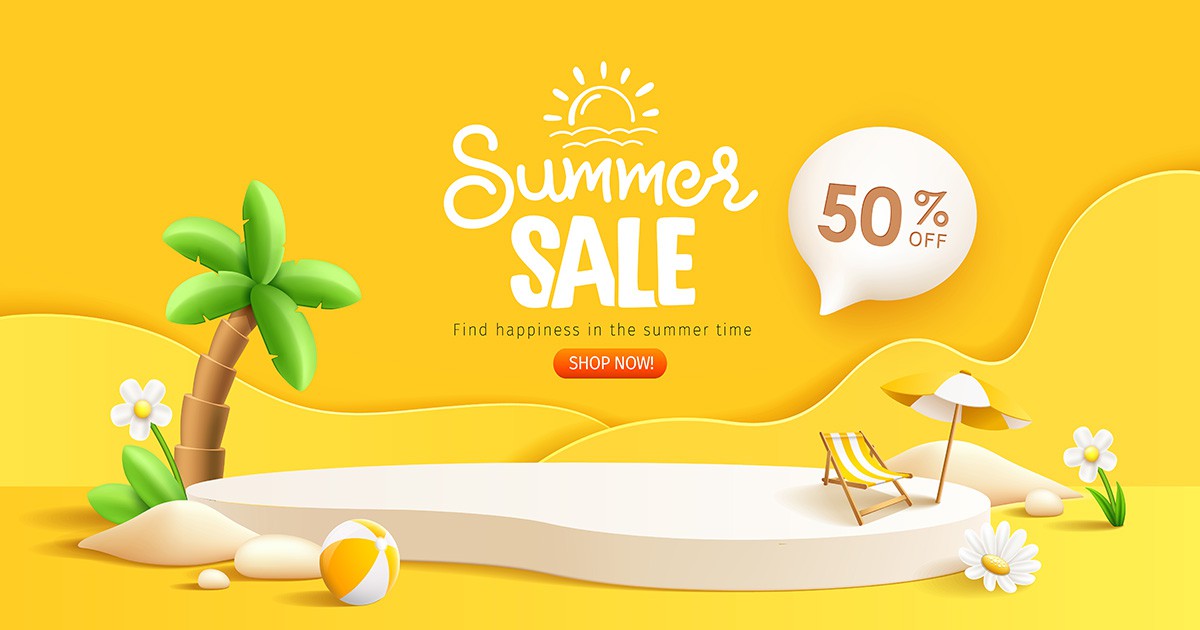 Summer
SALE
50%
OFF
Find happiness in the summer time
SHOP NOW!